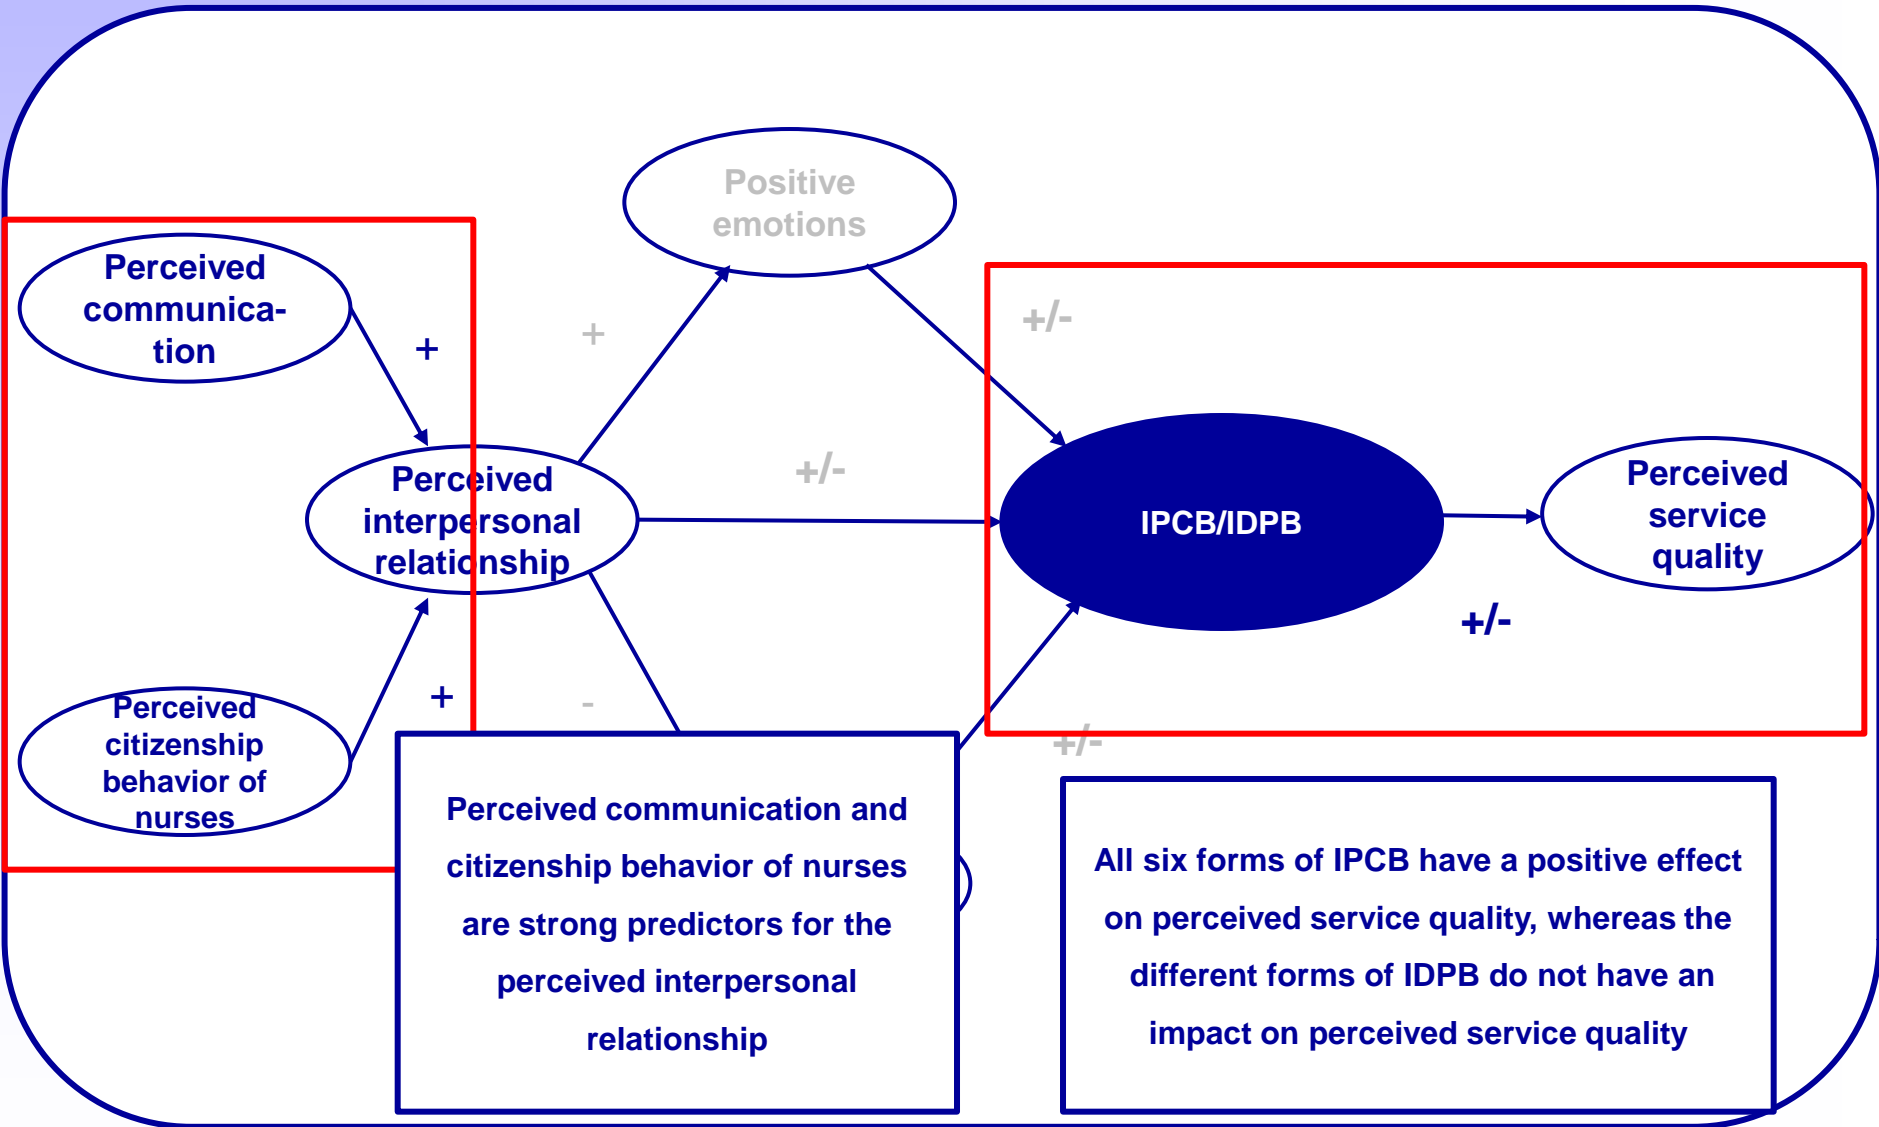 Positive
emotions
Perceived
communica-
tion
+
+
+/-
Perceived
interpersonal
relationship
+/-
IPCB/IDPB
Perceived
service
quality
+/-
Perceived
citizenship
behavior of
nurses
+
-
+/-
Perceived communication and
citizenship behavior of nurses
are strong predictors for the
perceived interpersonal
relationship
All six forms of IPCB have a positive effect
on perceived service quality, whereas the
different forms of IDPB do not have an
impact on perceived service quality